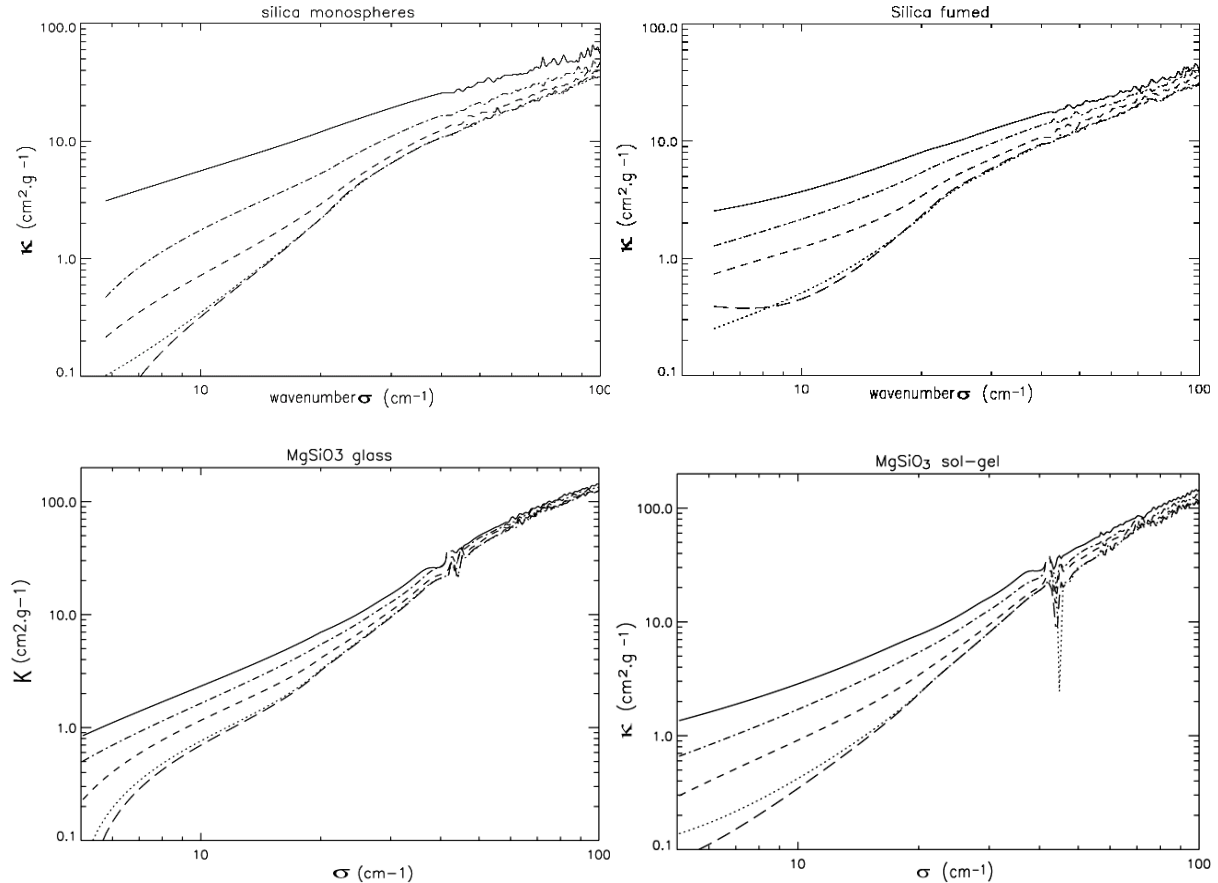 silica monospheres
100.0
10.0
1.0
0.1
κ (cm².g⁻¹)
10
100
wavenumber σ (cm⁻¹)
Silica fumed
100.0
10.0
1.0
0.1
κ (cm².g⁻¹)
10
100
wavenumber σ (cm⁻¹)
MgSiO3 glass
100.0
10.0
1.0
0.1
K (cm2.g-1)
10
100
σ (cm-1)
MgSiO₃ sol-gel
100.0
10.0
1.0
0.1
κ (cm².g⁻¹)
10
100
σ (cm⁻¹)